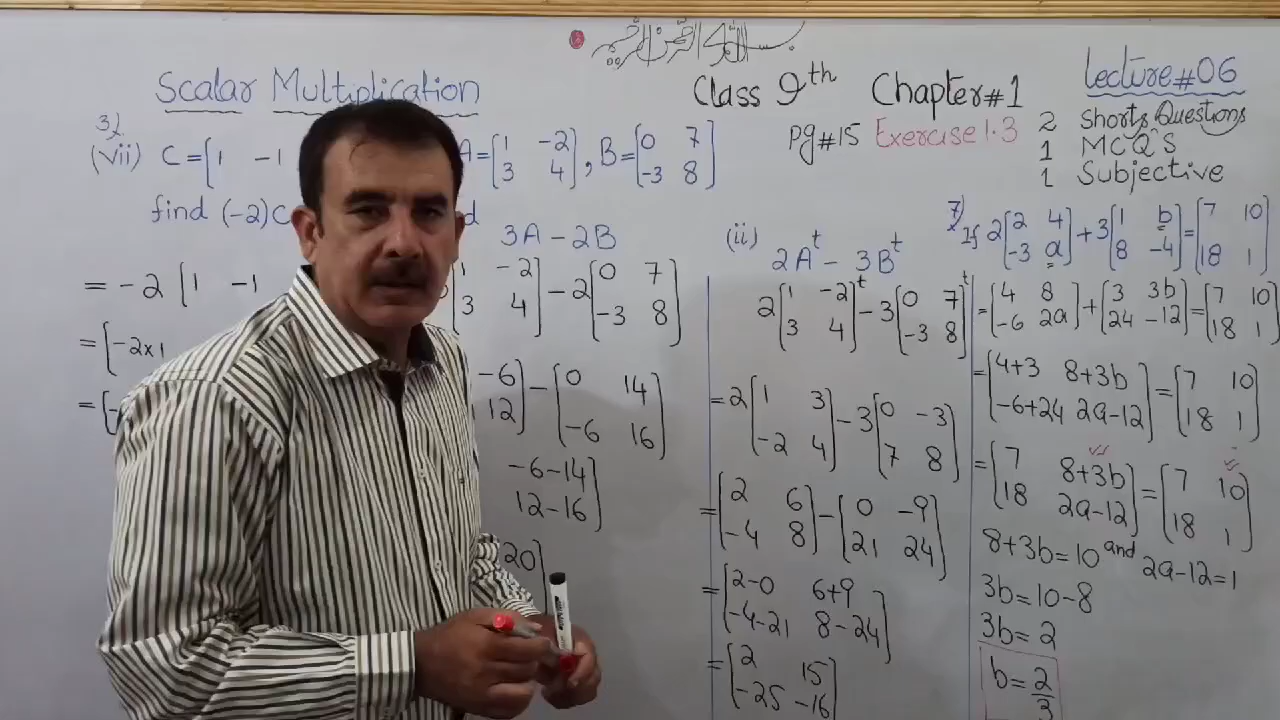 بسم اللہ الرحمن الرحیم
Scalar Multiplication
Class 9th Chapter#1
Lecture#06
Pg#15 Exercise 1.3
2 Shorts Questions
1 MCQ'S
1 Subjective
3)
(vii) C=[1 -1
A=[1 -2
3 4], B=[0 7
-3 8]
find (-2)C
= -2 [1 -1
=[-2×1
3A-2B
1 -2
3 4]-2[0 7
-3 8]
-6
12]-[0 14
-6 16]
-6-14
12-16]
20]
(ii) 2Aᵗ-3Bᵗ
2[1 -2
3 4]ᵗ-3[0 7
-3 8]ᵗ
=2[1 3
-2 4]-3[0 -3
7 8]
=[2 6
-4 8]-[0 -9
21 24]
=[2-0 6+9
-4-21 8-24]
=[2 15
-25 -16]
7) If 2[2 4
-3 a]+3[1 b
8 -4]=[7 10
18 1]
=[4 8
-6 2a]+[3 3b
24 -12]=[7 10
18 1]
=[4+3 8+3b
-6+24 2a-12]=[7 10
18 1]
=[7 8+3b
18 2a-12]=[7 10
18 1]
8+3b=10 and 2a-12=1
3b=10-8
3b=2
b=2/3